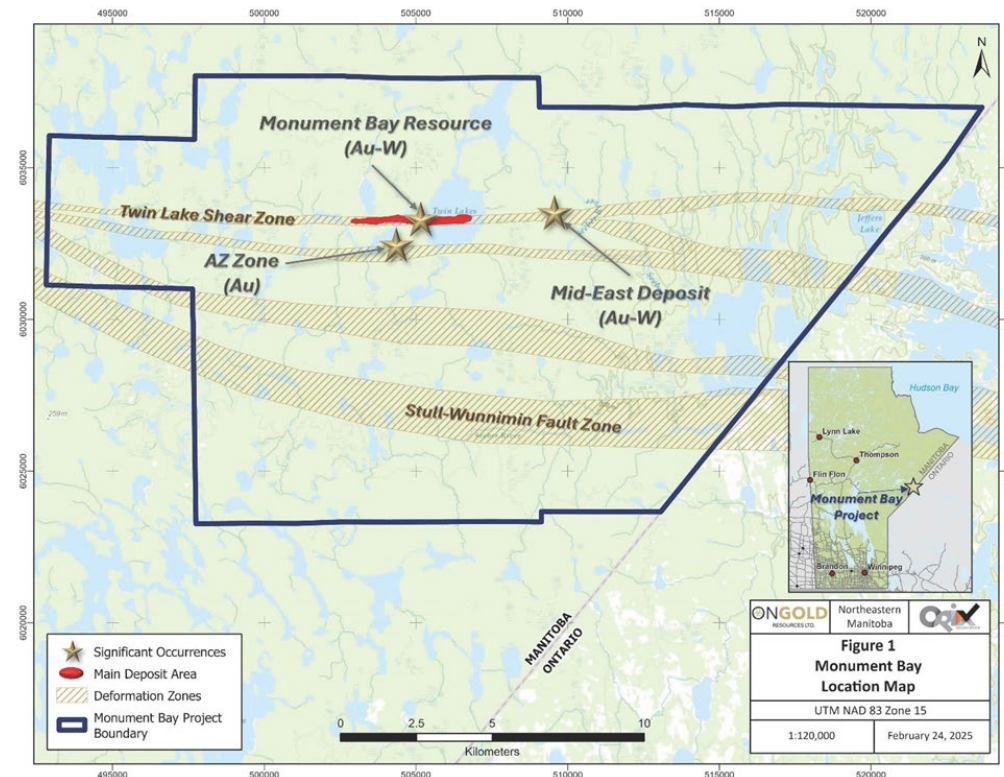 495000
500000
505000
510000
515000
520000
N
6035000
6030000
6025000
6020000
Monument Bay Resource
(Au-W)
Twin Lake Shear Zone
Twin Lakes
AZ Zone
(Au)
Mid-East Deposit
(Au-W)
Jeffers
Lake
Stull-Wunnimin Fault Zone
259 m
MANITOBA
ONTARIO
Hudson Bay
Lynn Lake
Thompson
Flin Flon
MANITOBA
ONTARIO
Monument Bay
Project
Brandon
Winnipeg
Significant Occurrences
Main Deposit Area
Deformation Zones
Monument Bay Project
Boundary
0
2.5
5
10
Kilometers
ONGOLD
RESOURCES LTD.
Northeastern
Manitoba
Orix
Figure 1
Monument Bay
Location Map
UTM NAD 83 Zone 15
1:120,000
February 24, 2025
495000
500000
505000
510000
515000
520000